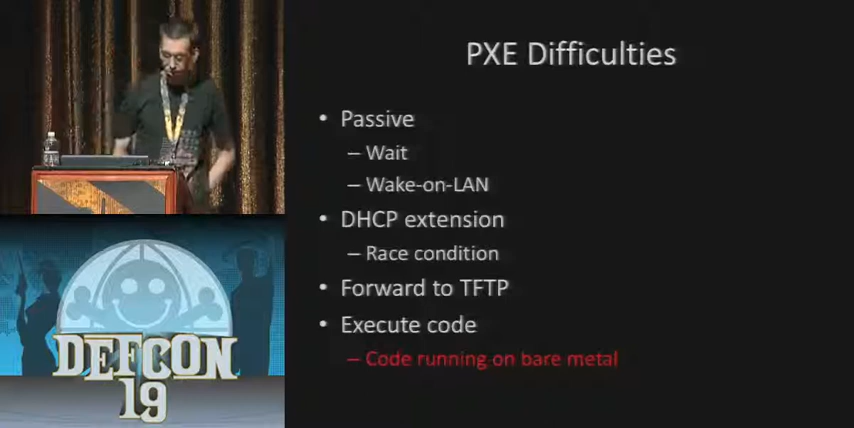 PXE Difficulties
• Passive
– Wait
– Wake-on-LAN
• DHCP extension
– Race condition
• Forward to TFTP
• Execute code
– Code running on bare metal
DEFCON
19